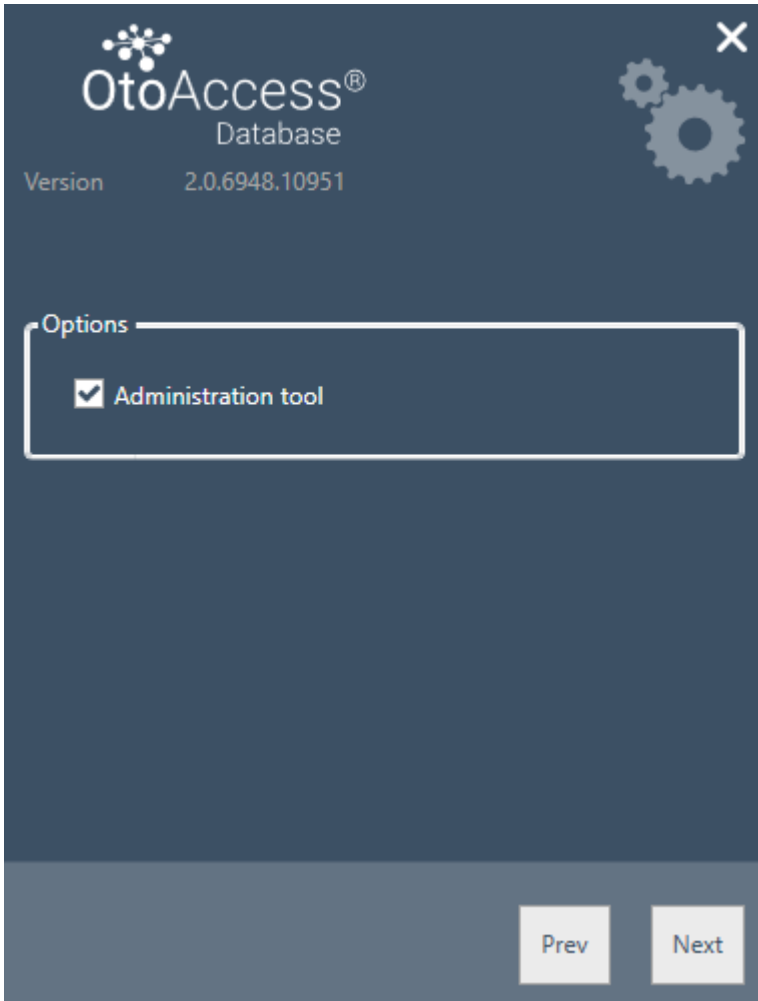 OtoAccess®
Database
Version 2.0.6948.10951
Options
Administration tool
Prev Next